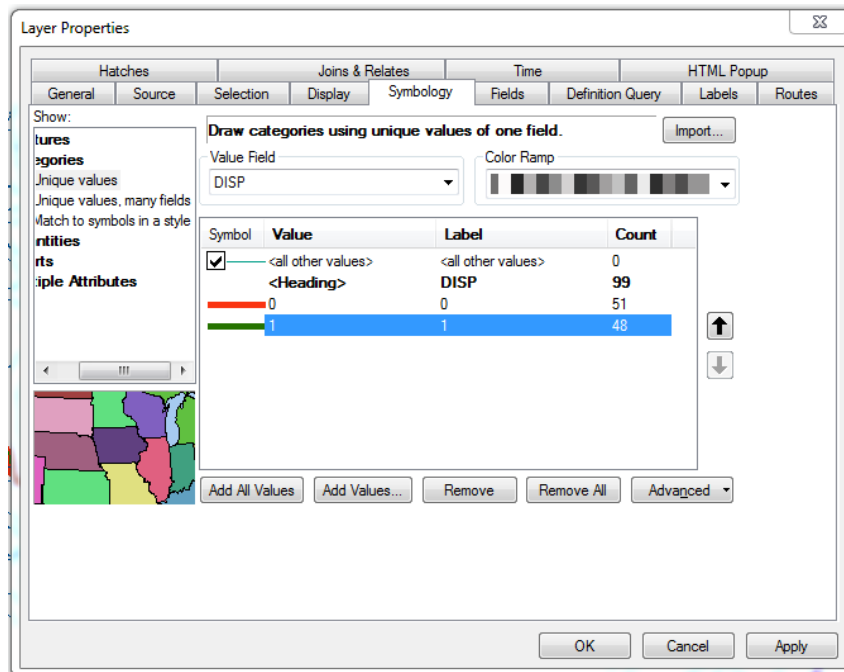 Layer Properties
Hatches Joins & Relates Time HTML Popup
General Source Selection Display Symbology Fields Definition Query Labels Routes
Show:
tures
egories
Unique values
Unique values, many fields
Match to symbols in a style
ntities
rts
tiple Attributes
Draw categories using unique values of one field.
Import...
Value Field
DISP
Color Ramp
Symbol Value Label Count
<all other values> <all other values> 0
<Heading> DISP 99
0 0 51
1 1 48
Add All Values Add Values... Remove Remove All Advanced
OK Cancel Apply